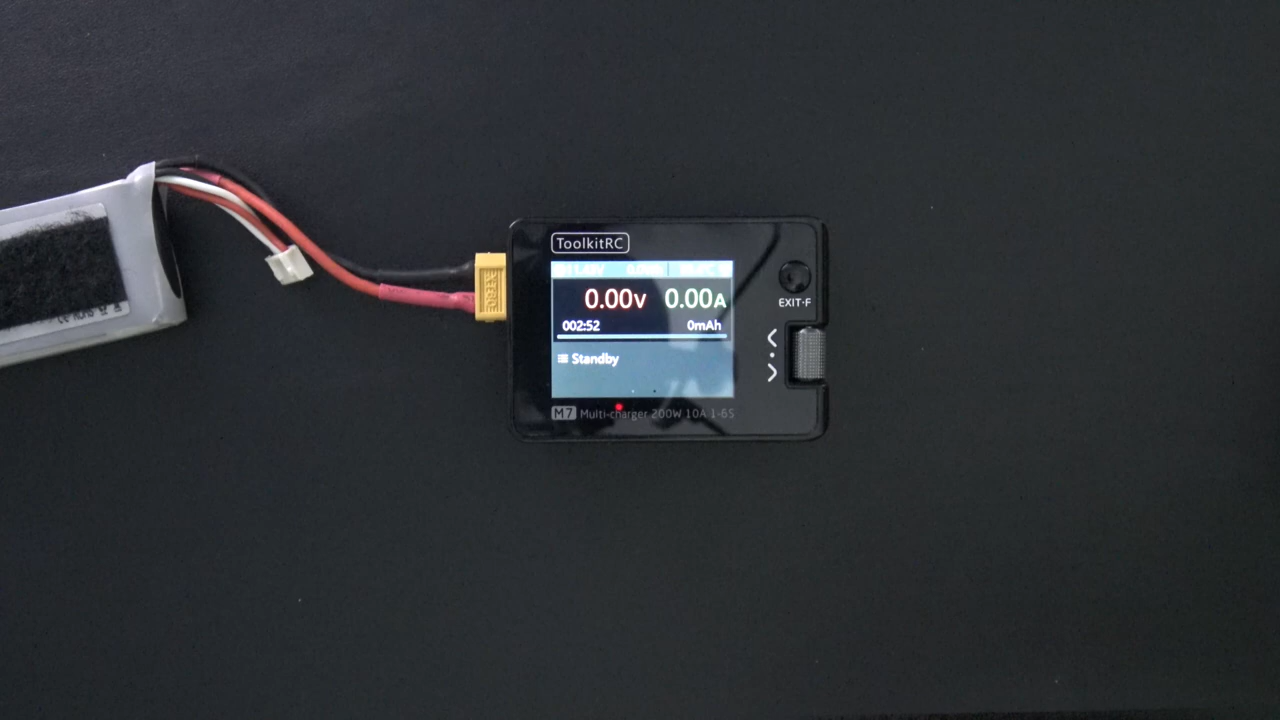 ToolkitRC
0.00V 0.00A
EXIT·F
002:52 0mAh
Standby
M7 Multi-charger 200W 10A 1-6S